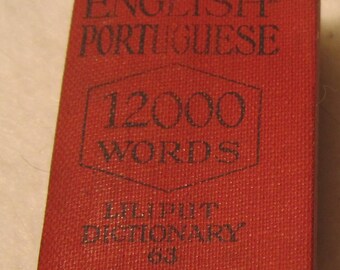 ENGLISH
PORTUGUESE
12000
WORDS
LILIPUT
DICTIONARY
63